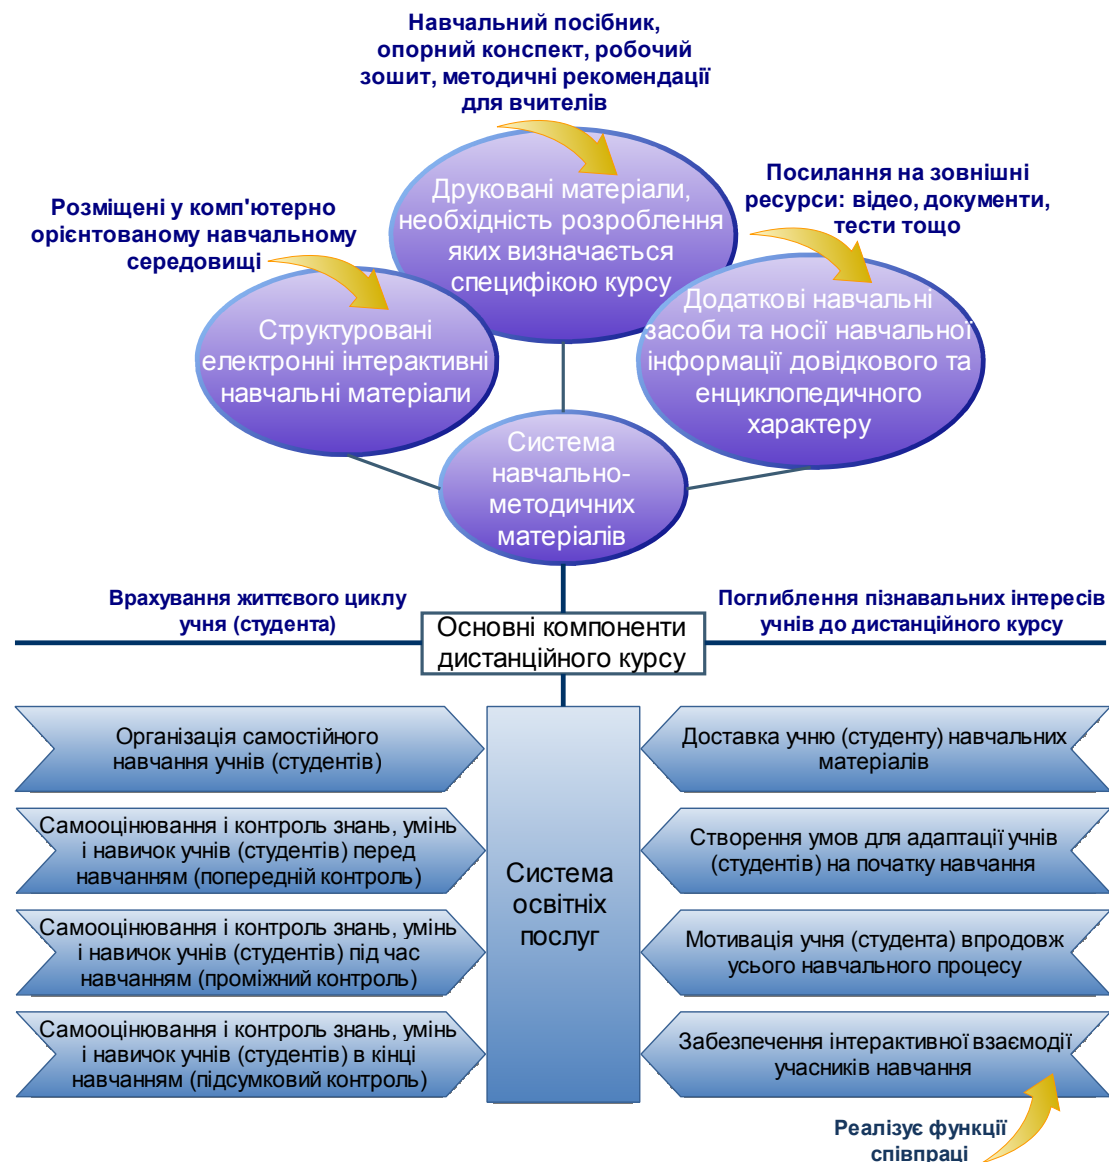 Навчальний посібник,
опорний конспект, робочий
зошит, методичні рекомендації
для вчителів
Посилання на зовнішні
ресурси: відео, документи,
тести тощо
Розміщені у комп'ютерно
орієнтованому навчальному
середовищі
Друковані матеріали,
необхідність розроблення
яких визначається
специфікою курсу
Структуровані
електронні інтерактивні
навчальні матеріали
Додаткові навчальні
засоби та носії навчальної
інформації довідкового та
енциклопедичного
характеру
Система
навчально-
методичних
матеріалів
Врахування життєвого циклу
учня (студента)
Поглиблення пізнавальних інтересів
учнів до дистанційного курсу
Основні компоненти
дистанційного курсу
Організація самостійного
навчання учнів (студентів)
Самооцінювання і контроль знань, умінь
і навичок учнів (студентів) перед
навчанням (попередній контроль)
Самооцінювання і контроль знань, умінь
і навичок учнів (студентів) під час
навчанням (проміжний контроль)
Самооцінювання і контроль знань, умінь
і навичок учнів (студентів) в кінці
навчанням (підсумковий контроль)
Система
освітніх
послуг
Доставка учню (студенту) навчальних
матеріалів
Створення умов для адаптації учнів
(студентів) на початку навчання
Мотивація учня (студента) впродовж
усього навчального процесу
Забезпечення інтерактивної взаємодії
учасників навчання
Реалізує функції
співпраці